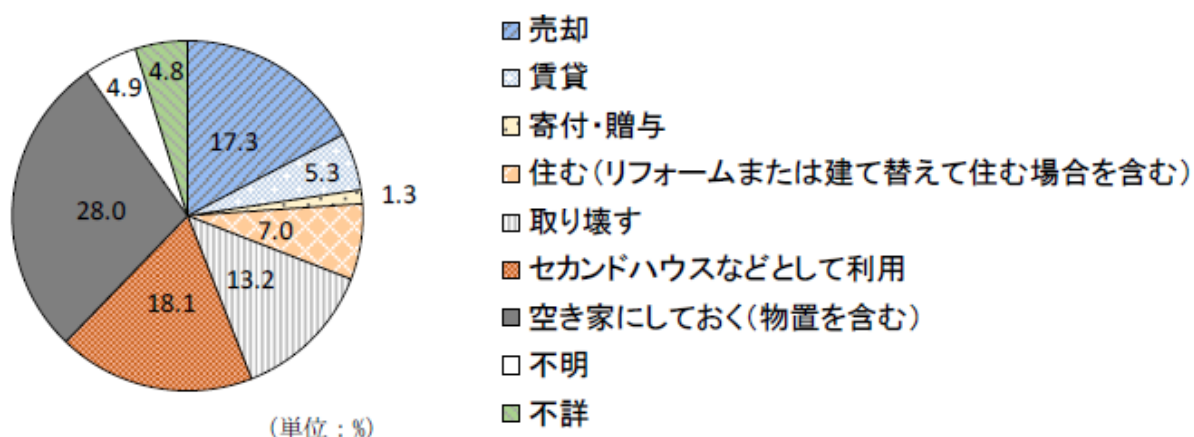 17.3
5.3
1.3
7.0
13.2
18.1
28.0
4.9
4.8
(単位：%)
売却
賃貸
寄付・贈与
住む(リフォームまたは建て替えて住む場合を含む)
取り壊す
セカンドハウスなどとして利用
空き家にしておく(物置を含む)
不明
不詳